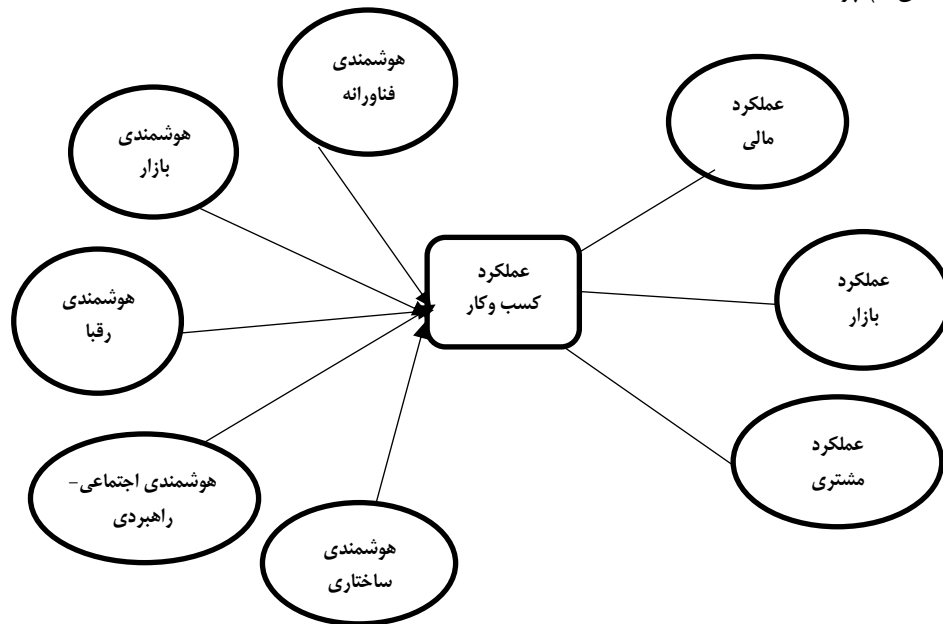 هوشمندی
فناورانه
عملکرد
مالی
هوشمندی
بازار
عملکرد
کسب وکار
عملکرد
بازار
هوشمندی
رقبا
عملکرد
مشتری
هوشمندی اجتماعی-
راهبردی
هوشمندی
ساختاری